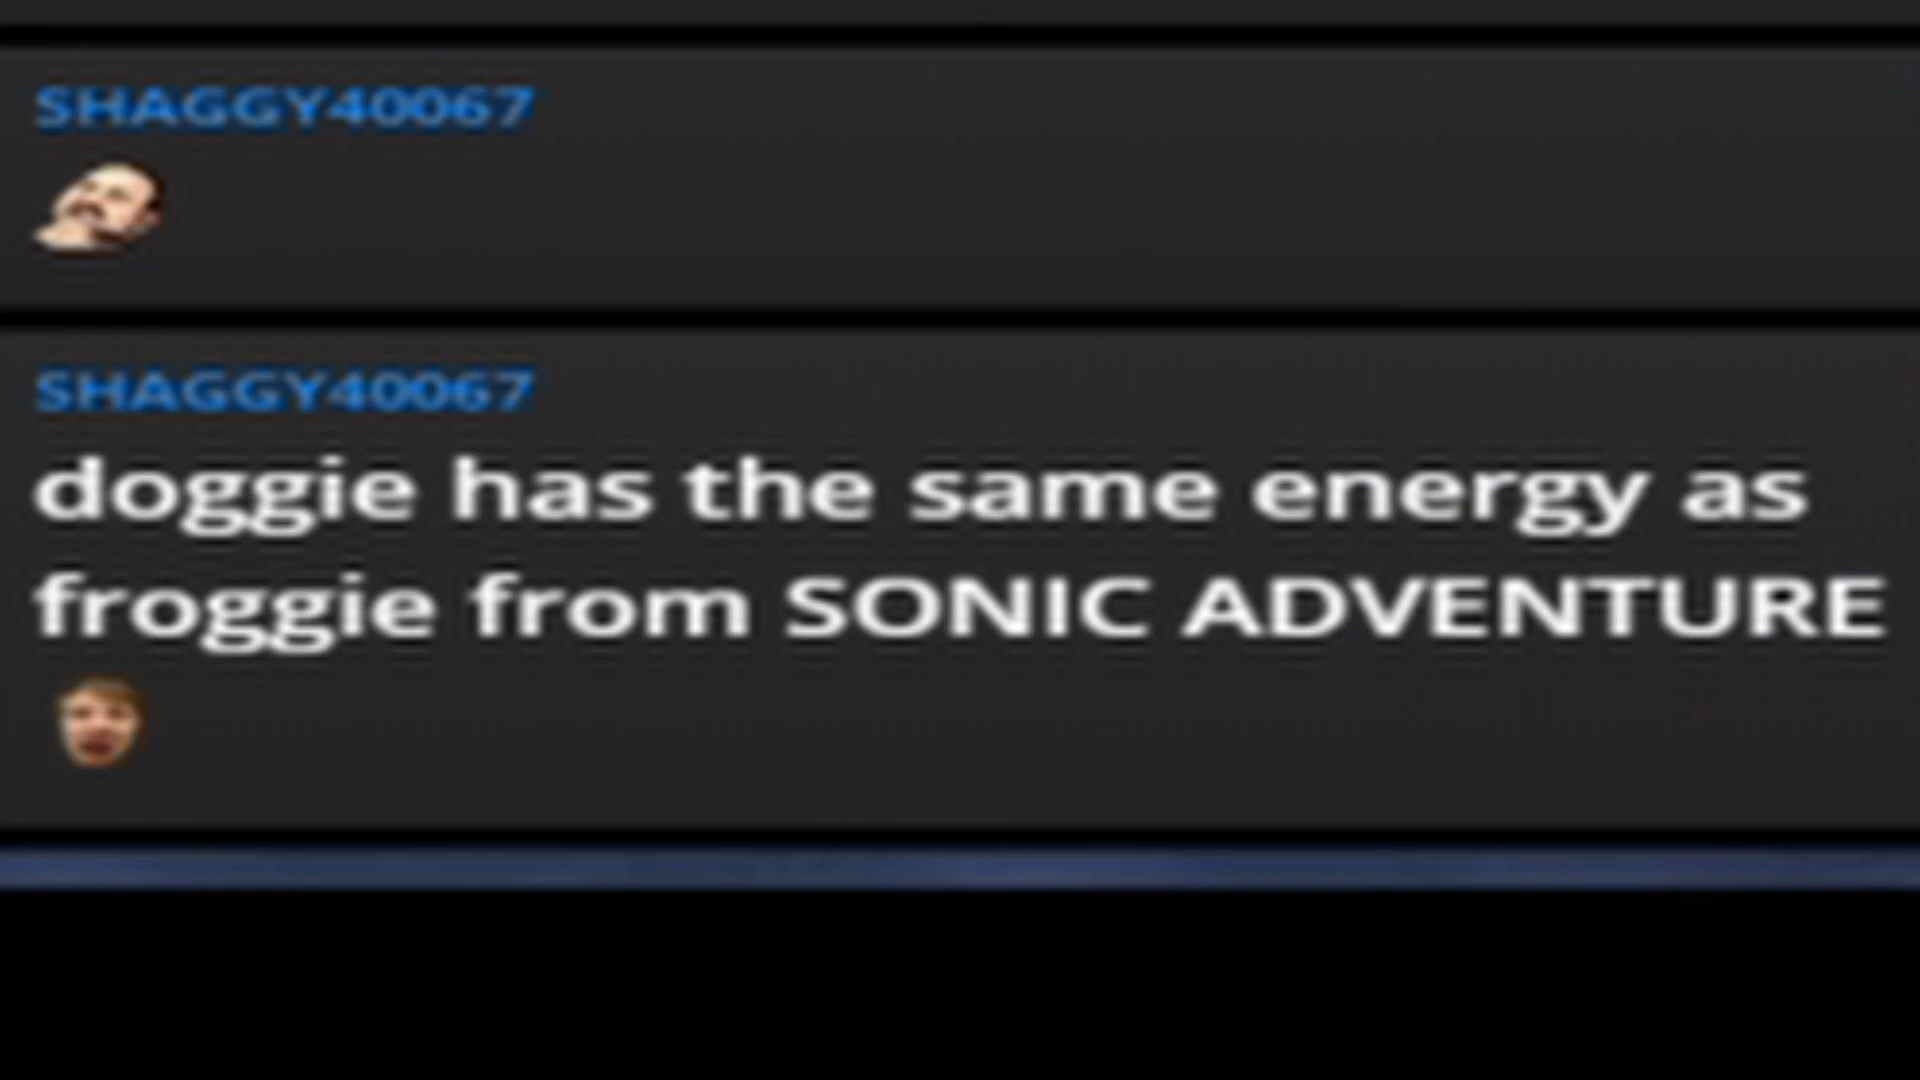 SHAGGY40067
SHAGGY40067
doggie has the same energy as
froggie from SONIC ADVENTURE